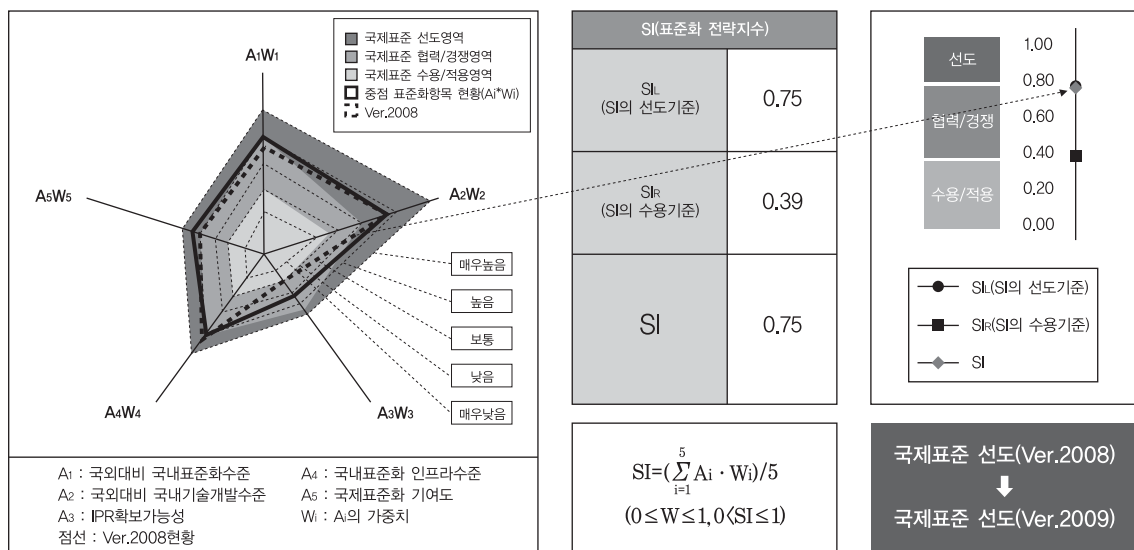 국제표준 선도영역
국제표준 협력/경쟁영역
국제표준 수용/적용영역
중점 표준화항목 현황(Ai*Wi)
Ver.2008
A1W1
A2W2
A3W3
A4W4
A5W5
매우높음
높음
보통
낮음
매우낮음
A1 : 국외대비 국내표준화수준
A2 : 국외대비 국내기술개발수준
A3 : IPR확보가능성
점선 : Ver.2008현황
A4 : 국내표준화 인프라수준
A5 : 국제표준화 기여도
Wi : Ai의 가중치
SI(표준화 전략지수)
SIL
(SI의 선도기준)
0.75
SIR
(SI의 수용기준)
0.39
SI
0.75
SI=(∑Ai · Wi)/5
5
i=1
(0≤W≤1, 0<SI≤1)
선도
협력/경쟁
수용/적용
1.00
0.80
0.60
0.40
0.20
0.00
SIL(SI의 선도기준)
SIR(SI의 수용기준)
SI
국제표준 선도(Ver.2008)
국제표준 선도(Ver.2009)